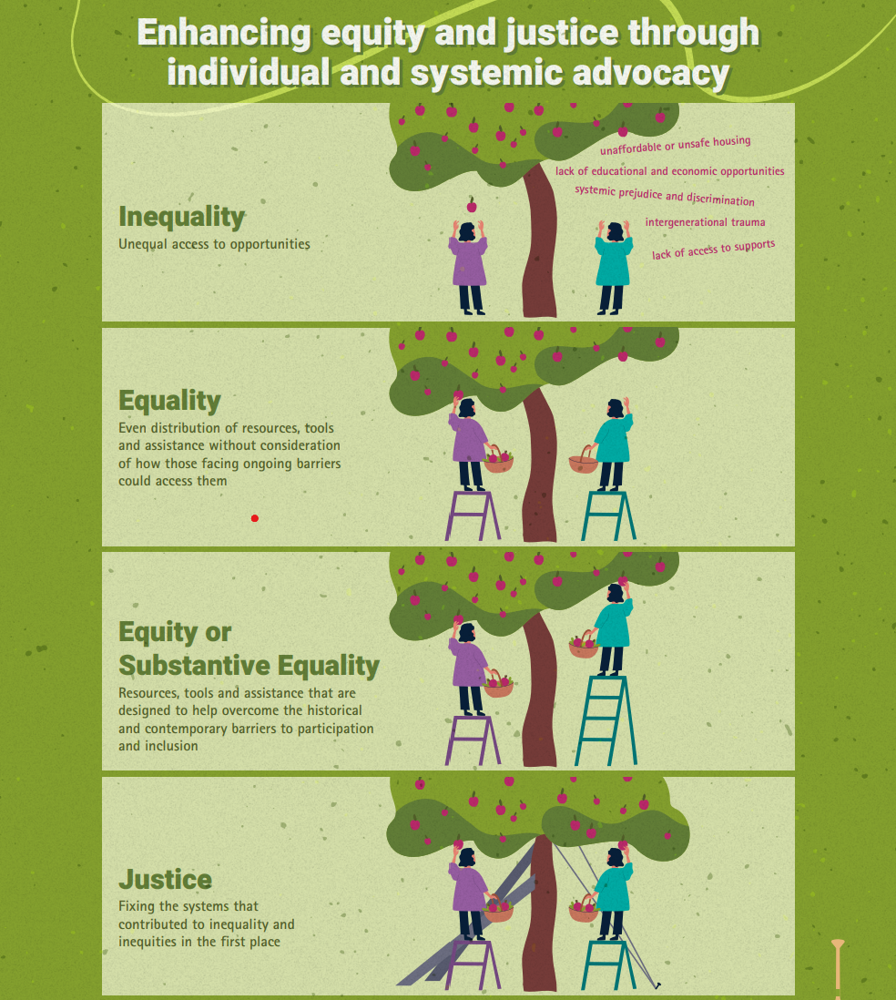 Enhancing equity and justice through
individual and systemic advocacy
Inequality
Unequal access to opportunities
unaffordable or unsafe housing
lack of educational and economic opportunities
systemic prejudice and discrimination
intergenerational trauma
lack of access to supports
Equality
Even distribution of resources, tools
and assistance without consideration
of how those facing ongoing barriers
could access them
Equity or
Substantive Equality
Resources, tools and assistance that are
designed to help overcome the historical
and contemporary barriers to participation
and inclusion
Justice
Fixing the systems that
contributed to inequality and
inequities in the first place